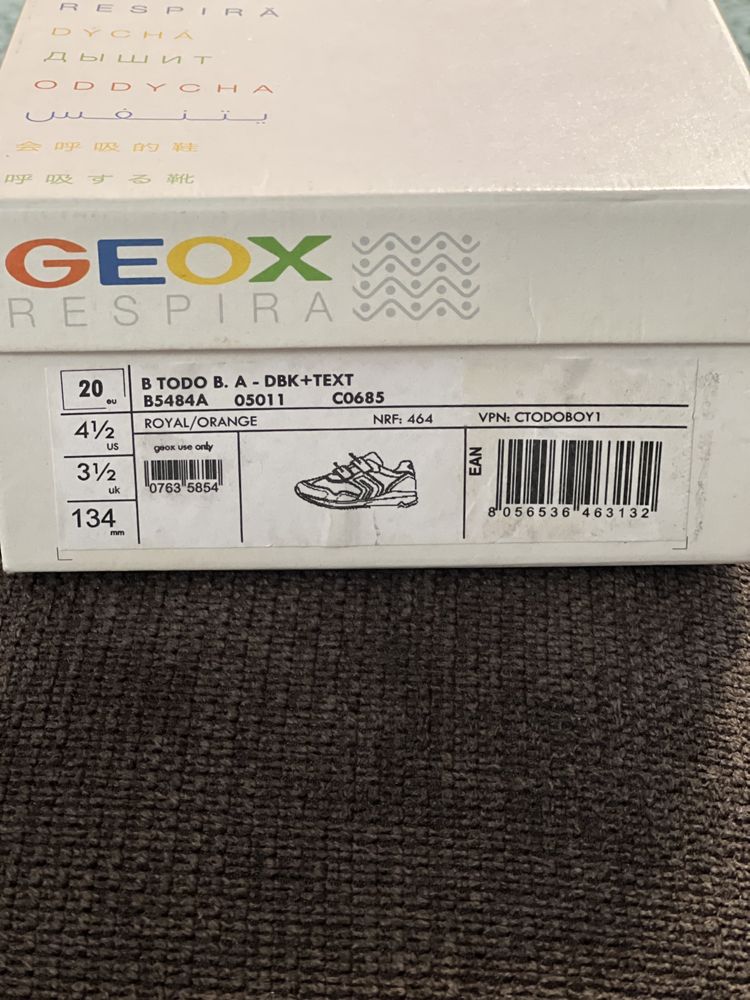 RESPIRA
DÝCHÁ
ДЫШИТ
ODDYCHA
يتنفس
会呼吸的鞋
呼吸する靴
GEOX
RESPIRA
20 eu
B TODO B. A - DBK+TEXT
B5484A 05011 C0685
4½ US
ROYAL/ORANGE NRF: 464 VPN: CTODOBOY1
3½ uk
geox use only
0763 5854
134 mm
EAN
8 056536 463132